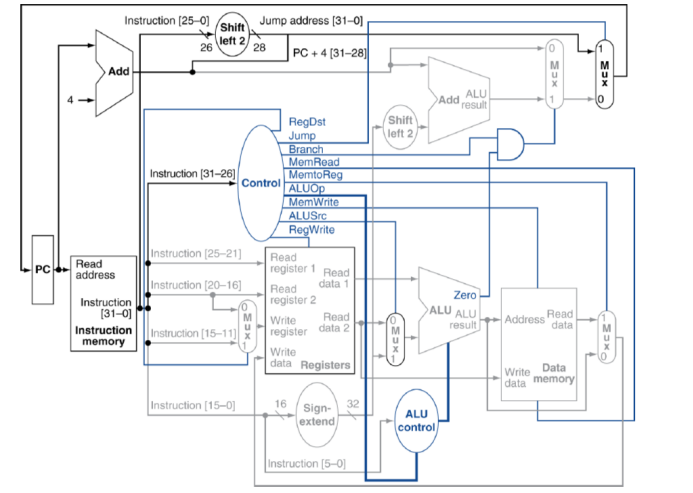 Instruction [25–0]
Shift
left 2
Jump address [31–0]
26
28
PC + 4 [31–28]
Add
4
Add
ALU
result
0
M
u
x
1
1
M
u
x
0
Shift
left 2
RegDst
Jump
Branch
MemRead
MemtoReg
ALUOp
MemWrite
ALUSrc
RegWrite
Instruction [31–26]
Control
PC
Read
address
Instruction
[31–0]
Instruction
memory
Instruction [25–21]
Instruction [20–16]
Instruction [15–11]
0
M
u
x
1
Read
register 1
Read
register 2
Write
register
Write
data
Read
data 1
Read
data 2
Registers
0
M
u
x
1
Zero
ALU
ALU
result
Address
Read
data
Write
data
Data
memory
1
M
u
x
0
Instruction [15–0]
16
Sign-
extend
32
ALU
control
Instruction [5–0]